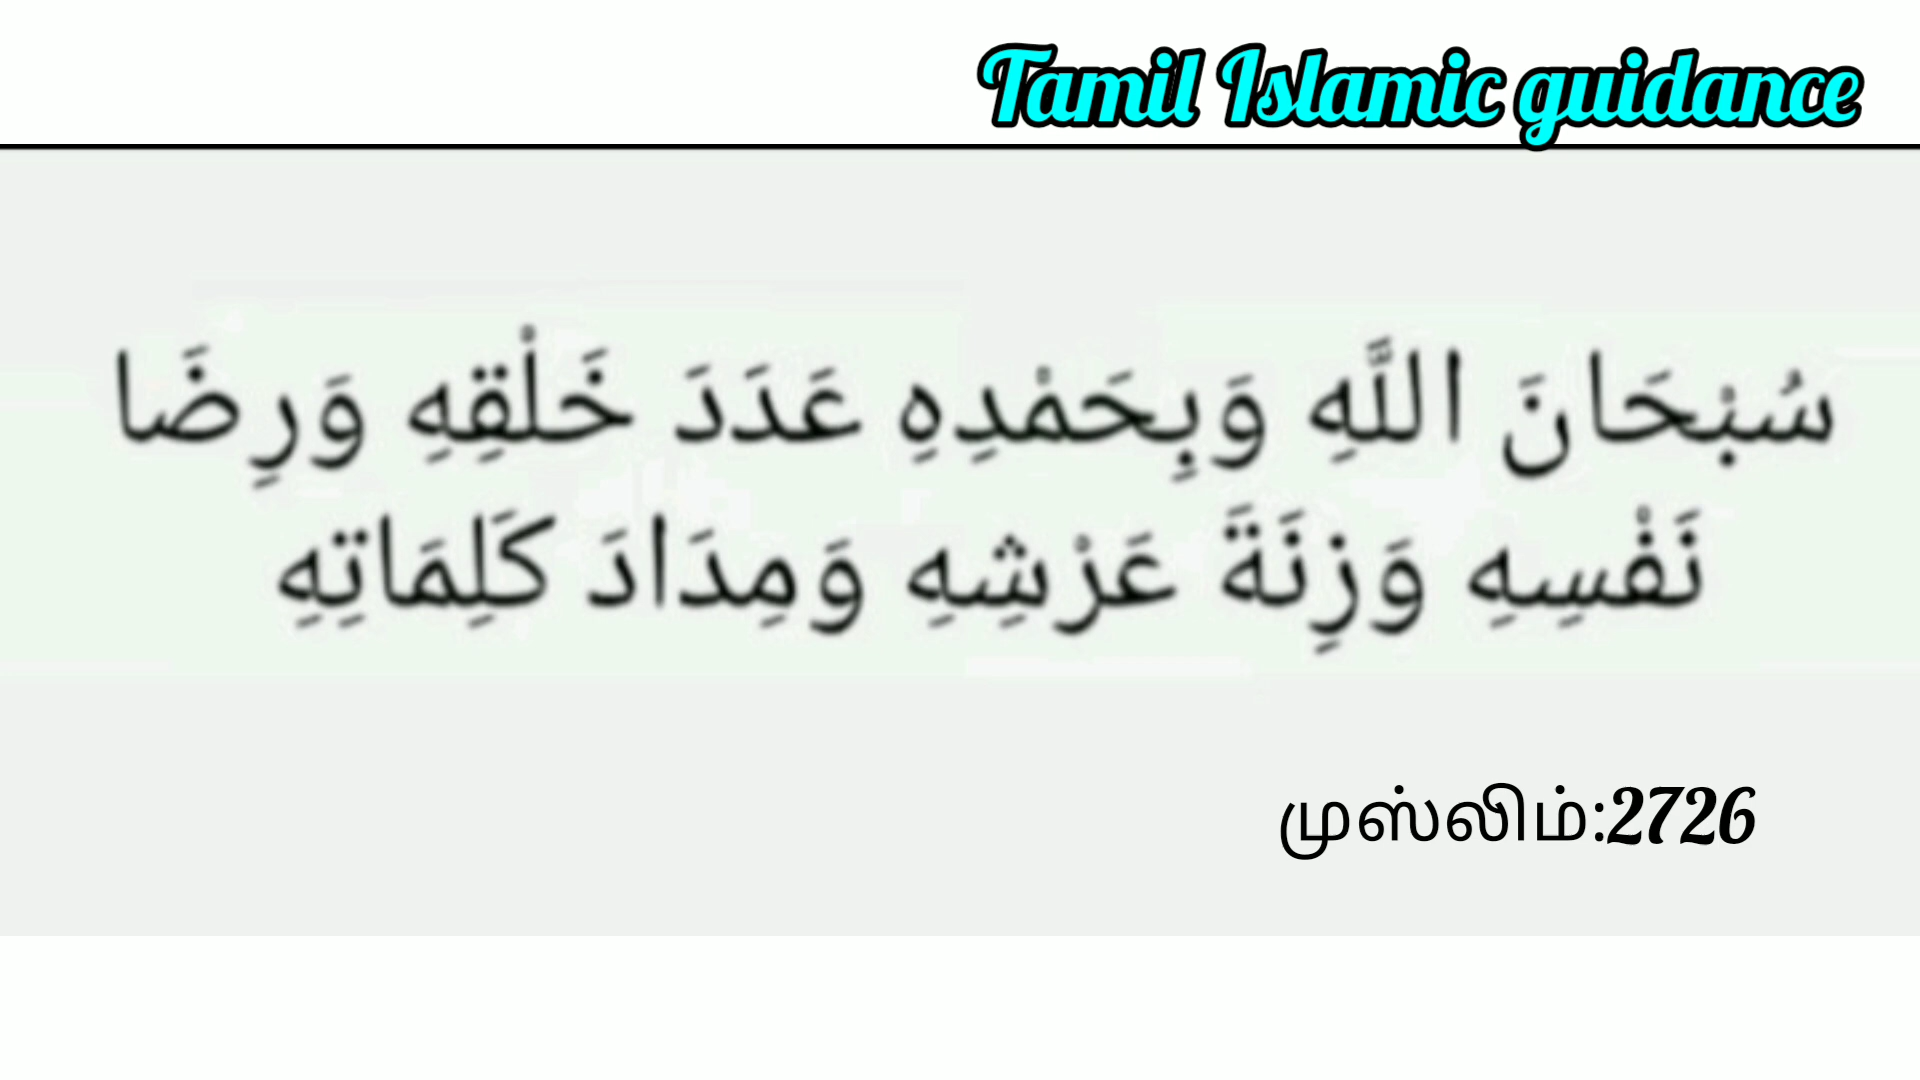 Tamil Islamic guidance
سُبْحَانَ اللَّهِ وَبِحَمْدِهِ عَدَدَ خَلْقِهِ وَرِضَا
نَفْسِهِ وَزِنَةَ عَرْشِهِ وَمِدَادَ كَلِمَاتِهِ
முஸ்லிம்:2726